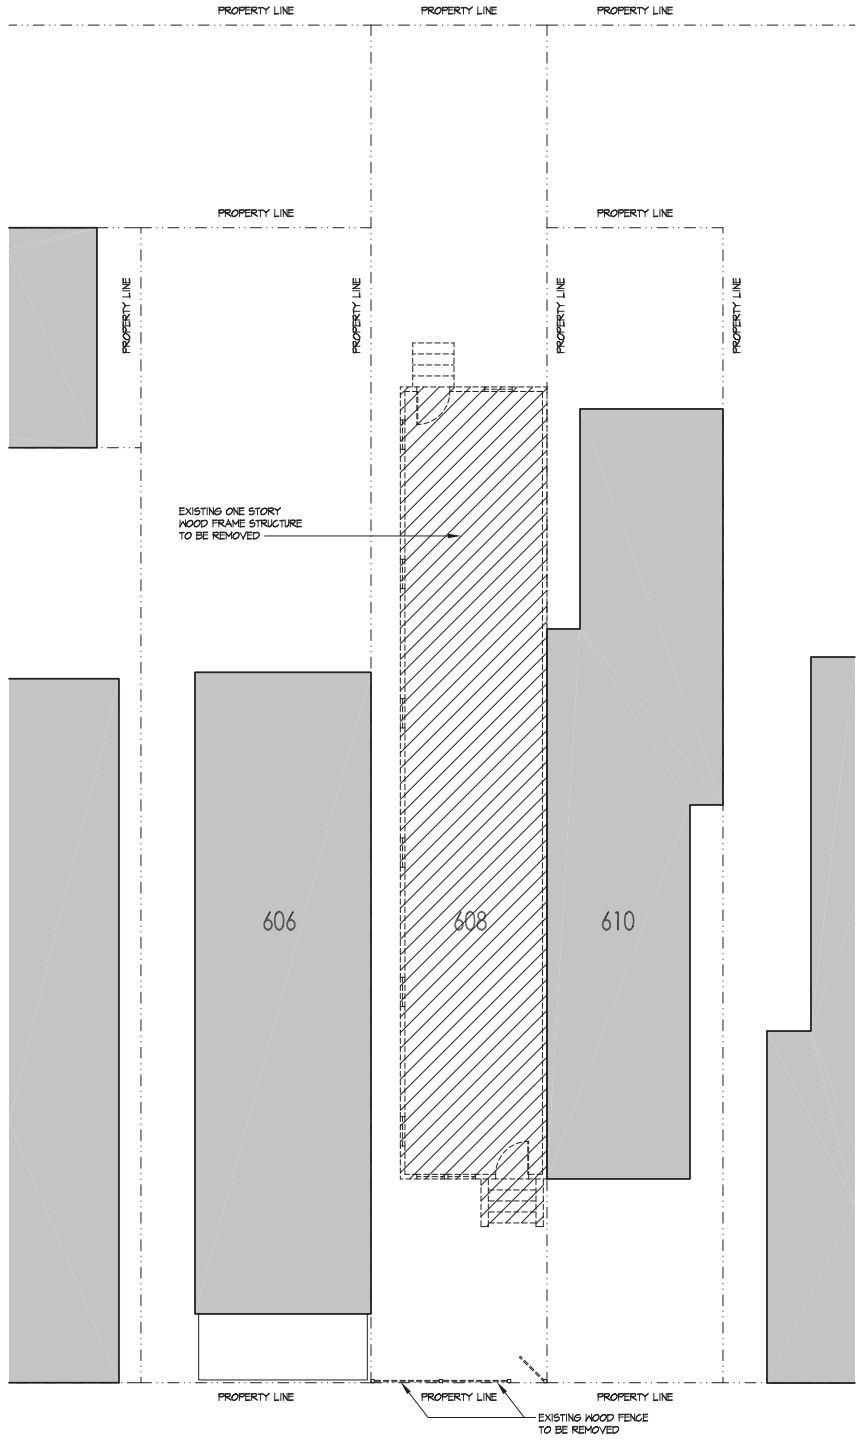 PROPERTY LINE
PROPERTY LINE
PROPERTY LINE
PROPERTY LINE
PROPERTY LINE
PROPERTY LINE
PROPERTY LINE
PROPERTY LINE
PROPERTY LINE
EXISTING ONE STORY
WOOD FRAME STRUCTURE
TO BE REMOVED
606
608
610
PROPERTY LINE
PROPERTY LINE
PROPERTY LINE
EXISTING WOOD FENCE
TO BE REMOVED